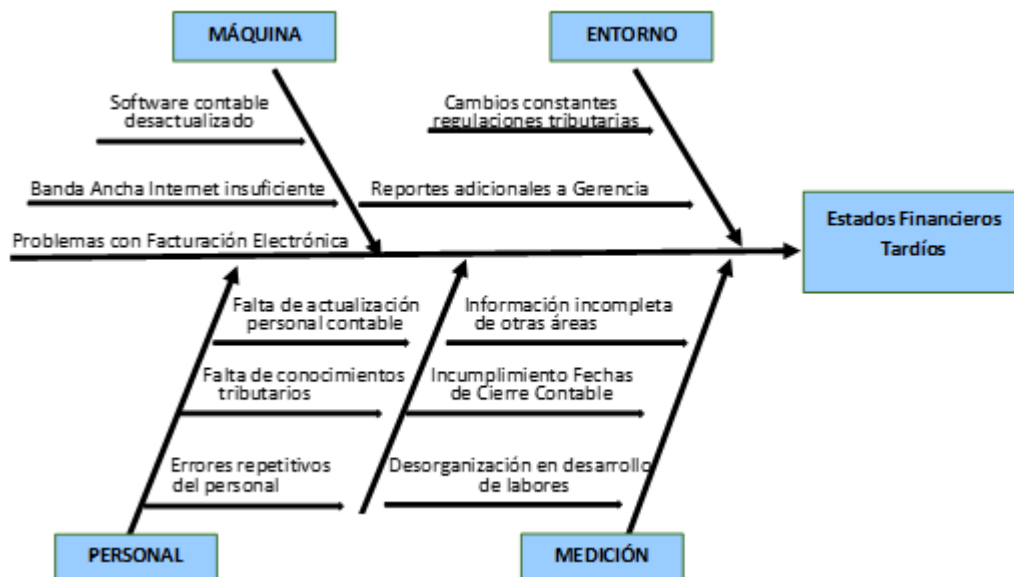 MÁQUINA
ENTORNO
Software contable
desactualizado
Cambios constantes
regulaciones tributarias
Banda Ancha Internet insuficiente
Reportes adicionales a Gerencia
Problemas con Facturación Electrónica
Estados Financieros
Tardíos
Falta de actualización
personal contable
Información incompleta
de otras áreas
Falta de conocimientos
tributarios
Incumplimiento Fechas
de Cierre Contable
Errores repetitivos
del personal
Desorganización en desarrollo
de labores
PERSONAL
MEDICIÓN